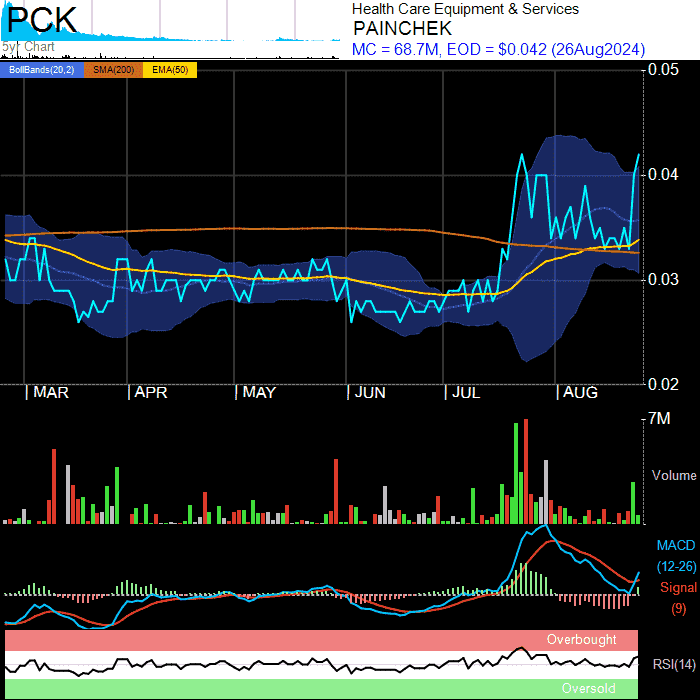 PCK
5yr Chart
Health Care Equipment & Services
PAINCHEK
MC = 68.7M, EOD = $0.042 (26Aug2024)
BollBands(20,2) SMA(200) EMA(50)
0.05
0.04
0.03
0.02
MAR APR MAY JUN JUL AUG
7M
Volume
MACD
(12-26)
Signal
(9)
Overbought
RSI(14)
Oversold